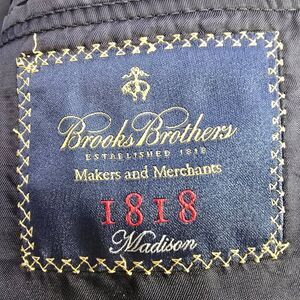 Brooks Brothers
ESTABLISHED 1818
Makers and Merchants
1818
Madison